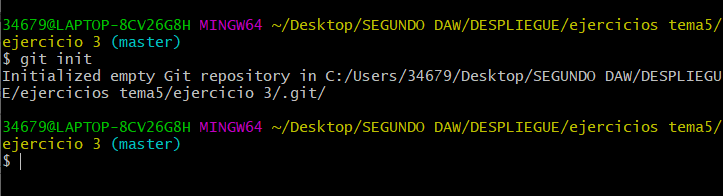 34679@LAPTOP-8CV26G8H MINGW64 ~/Desktop/SEGUNDO DAW/DESPLIEGUE/ejercicios tema5/
ejercicio 3 (master)
$ git init
Initialized empty Git repository in C:/Users/34679/Desktop/SEGUNDO DAW/DESPLIEGU
E/ejercicios tema5/ejercicio 3/.git/
34679@LAPTOP-8CV26G8H MINGW64 ~/Desktop/SEGUNDO DAW/DESPLIEGUE/ejercicios tema5/
ejercicio 3 (master)
$